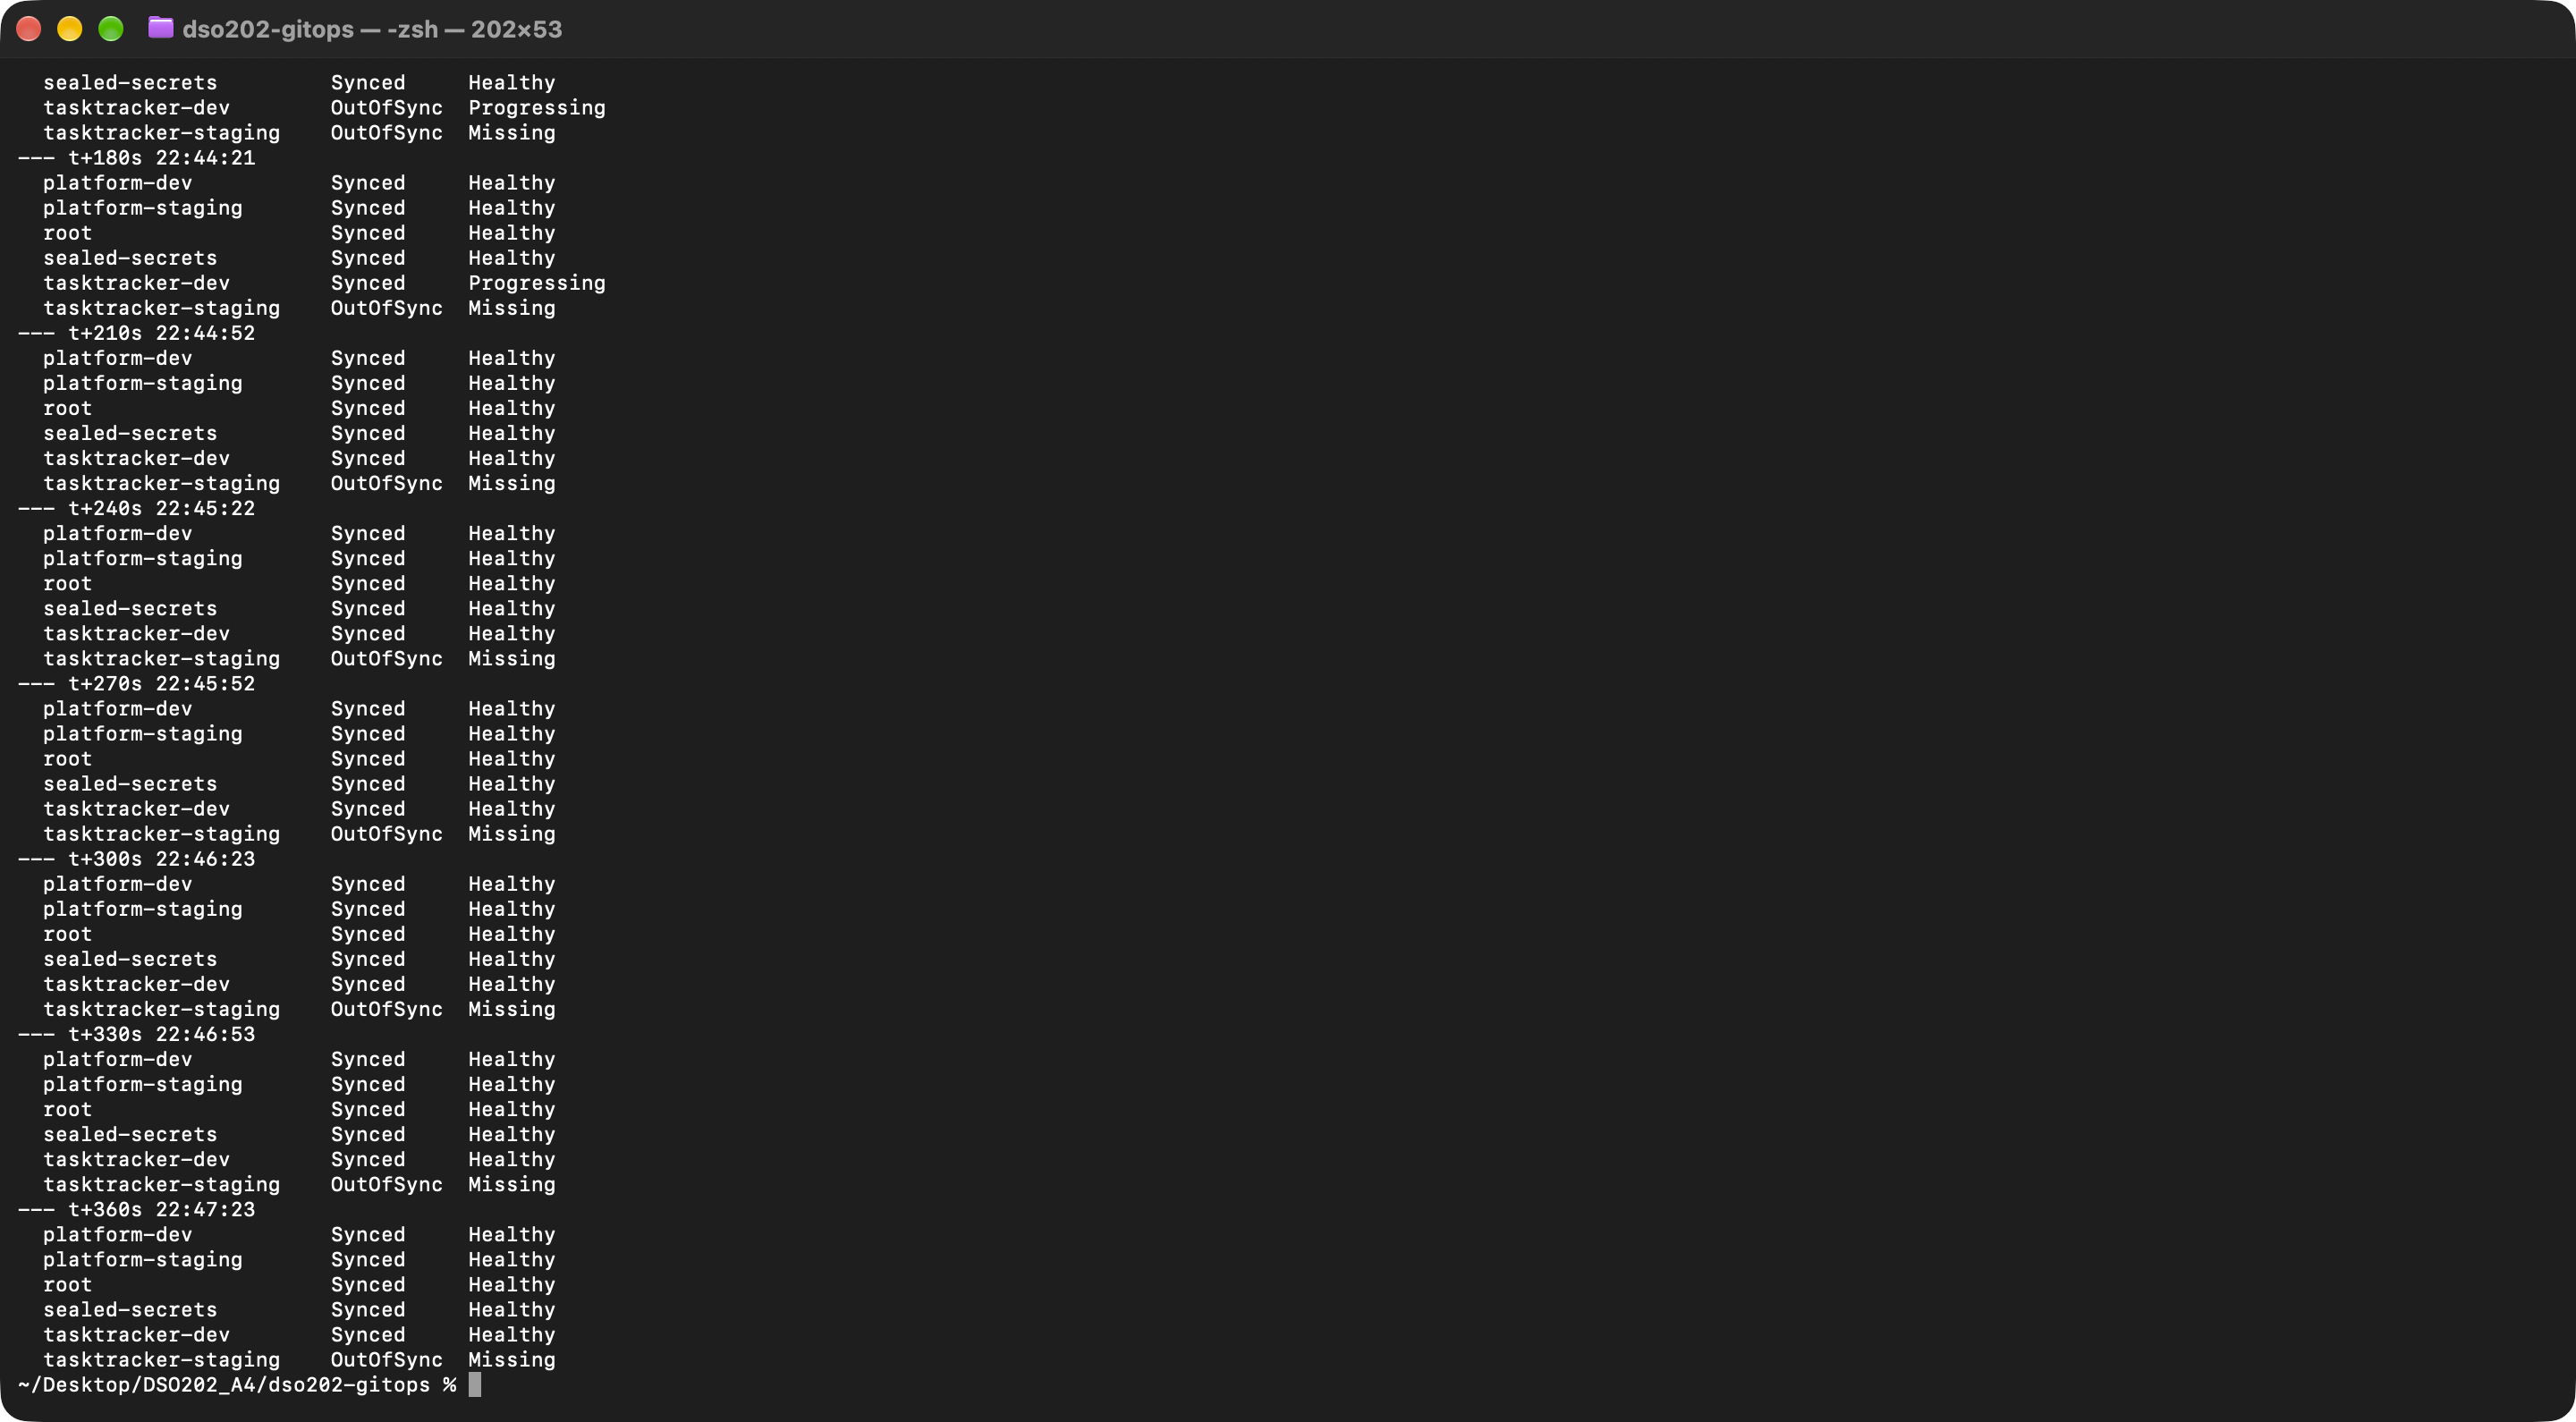 dso202-gitops — -zsh — 202×53
sealed-secrets Synced Healthy
tasktracker-dev OutOfSync Progressing
tasktracker-staging OutOfSync Missing
--- t+180s 22:44:21
platform-dev Synced Healthy
platform-staging Synced Healthy
root Synced Healthy
sealed-secrets Synced Healthy
tasktracker-dev Synced Progressing
tasktracker-staging OutOfSync Missing
--- t+210s 22:44:52
platform-dev Synced Healthy
platform-staging Synced Healthy
root Synced Healthy
sealed-secrets Synced Healthy
tasktracker-dev Synced Healthy
tasktracker-staging OutOfSync Missing
--- t+240s 22:45:22
platform-dev Synced Healthy
platform-staging Synced Healthy
root Synced Healthy
sealed-secrets Synced Healthy
tasktracker-dev Synced Healthy
tasktracker-staging OutOfSync Missing
--- t+270s 22:45:52
platform-dev Synced Healthy
platform-staging Synced Healthy
root Synced Healthy
sealed-secrets Synced Healthy
tasktracker-dev Synced Healthy
tasktracker-staging OutOfSync Missing
--- t+300s 22:46:23
platform-dev Synced Healthy
platform-staging Synced Healthy
root Synced Healthy
sealed-secrets Synced Healthy
tasktracker-dev Synced Healthy
tasktracker-staging OutOfSync Missing
--- t+330s 22:46:53
platform-dev Synced Healthy
platform-staging Synced Healthy
root Synced Healthy
sealed-secrets Synced Healthy
tasktracker-dev Synced Healthy
tasktracker-staging OutOfSync Missing
--- t+360s 22:47:23
platform-dev Synced Healthy
platform-staging Synced Healthy
root Synced Healthy
sealed-secrets Synced Healthy
tasktracker-dev Synced Healthy
tasktracker-staging OutOfSync Missing
~/Desktop/DSO202_A4/dso202-gitops %